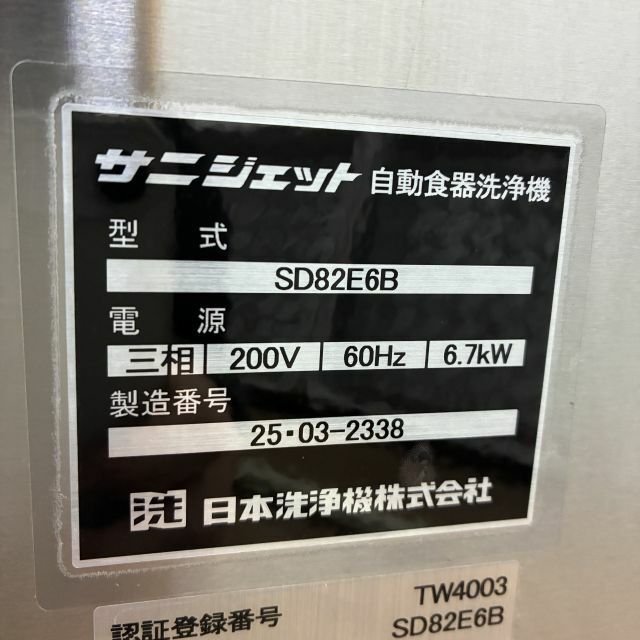 サニジェット 自動食器洗浄機
型式
SD82E6B
電源
三相 200V 60Hz 6.7kW
製造番号
25・03-2338
洗 日本洗浄機株式会社
TW4003
認証登録番号 SD82E6B